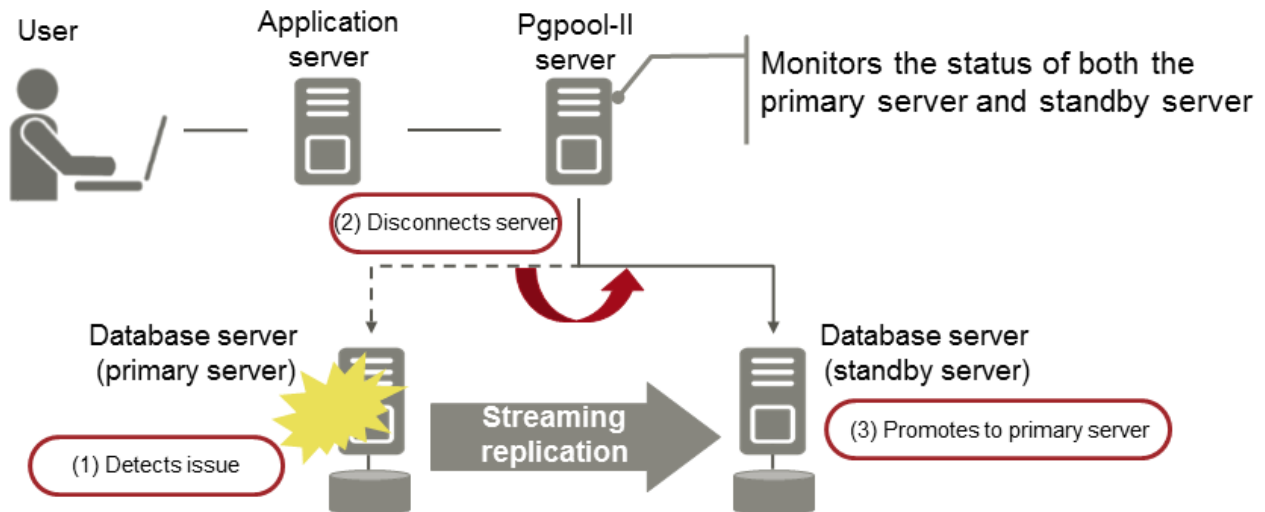 User
Application
server
Pgpool-II
server
Monitors the status of both the
primary server and standby server
(2) Disconnects server
Database server
(primary server)
Database server
(standby server)
Streaming
replication
(1) Detects issue
(3) Promotes to primary server